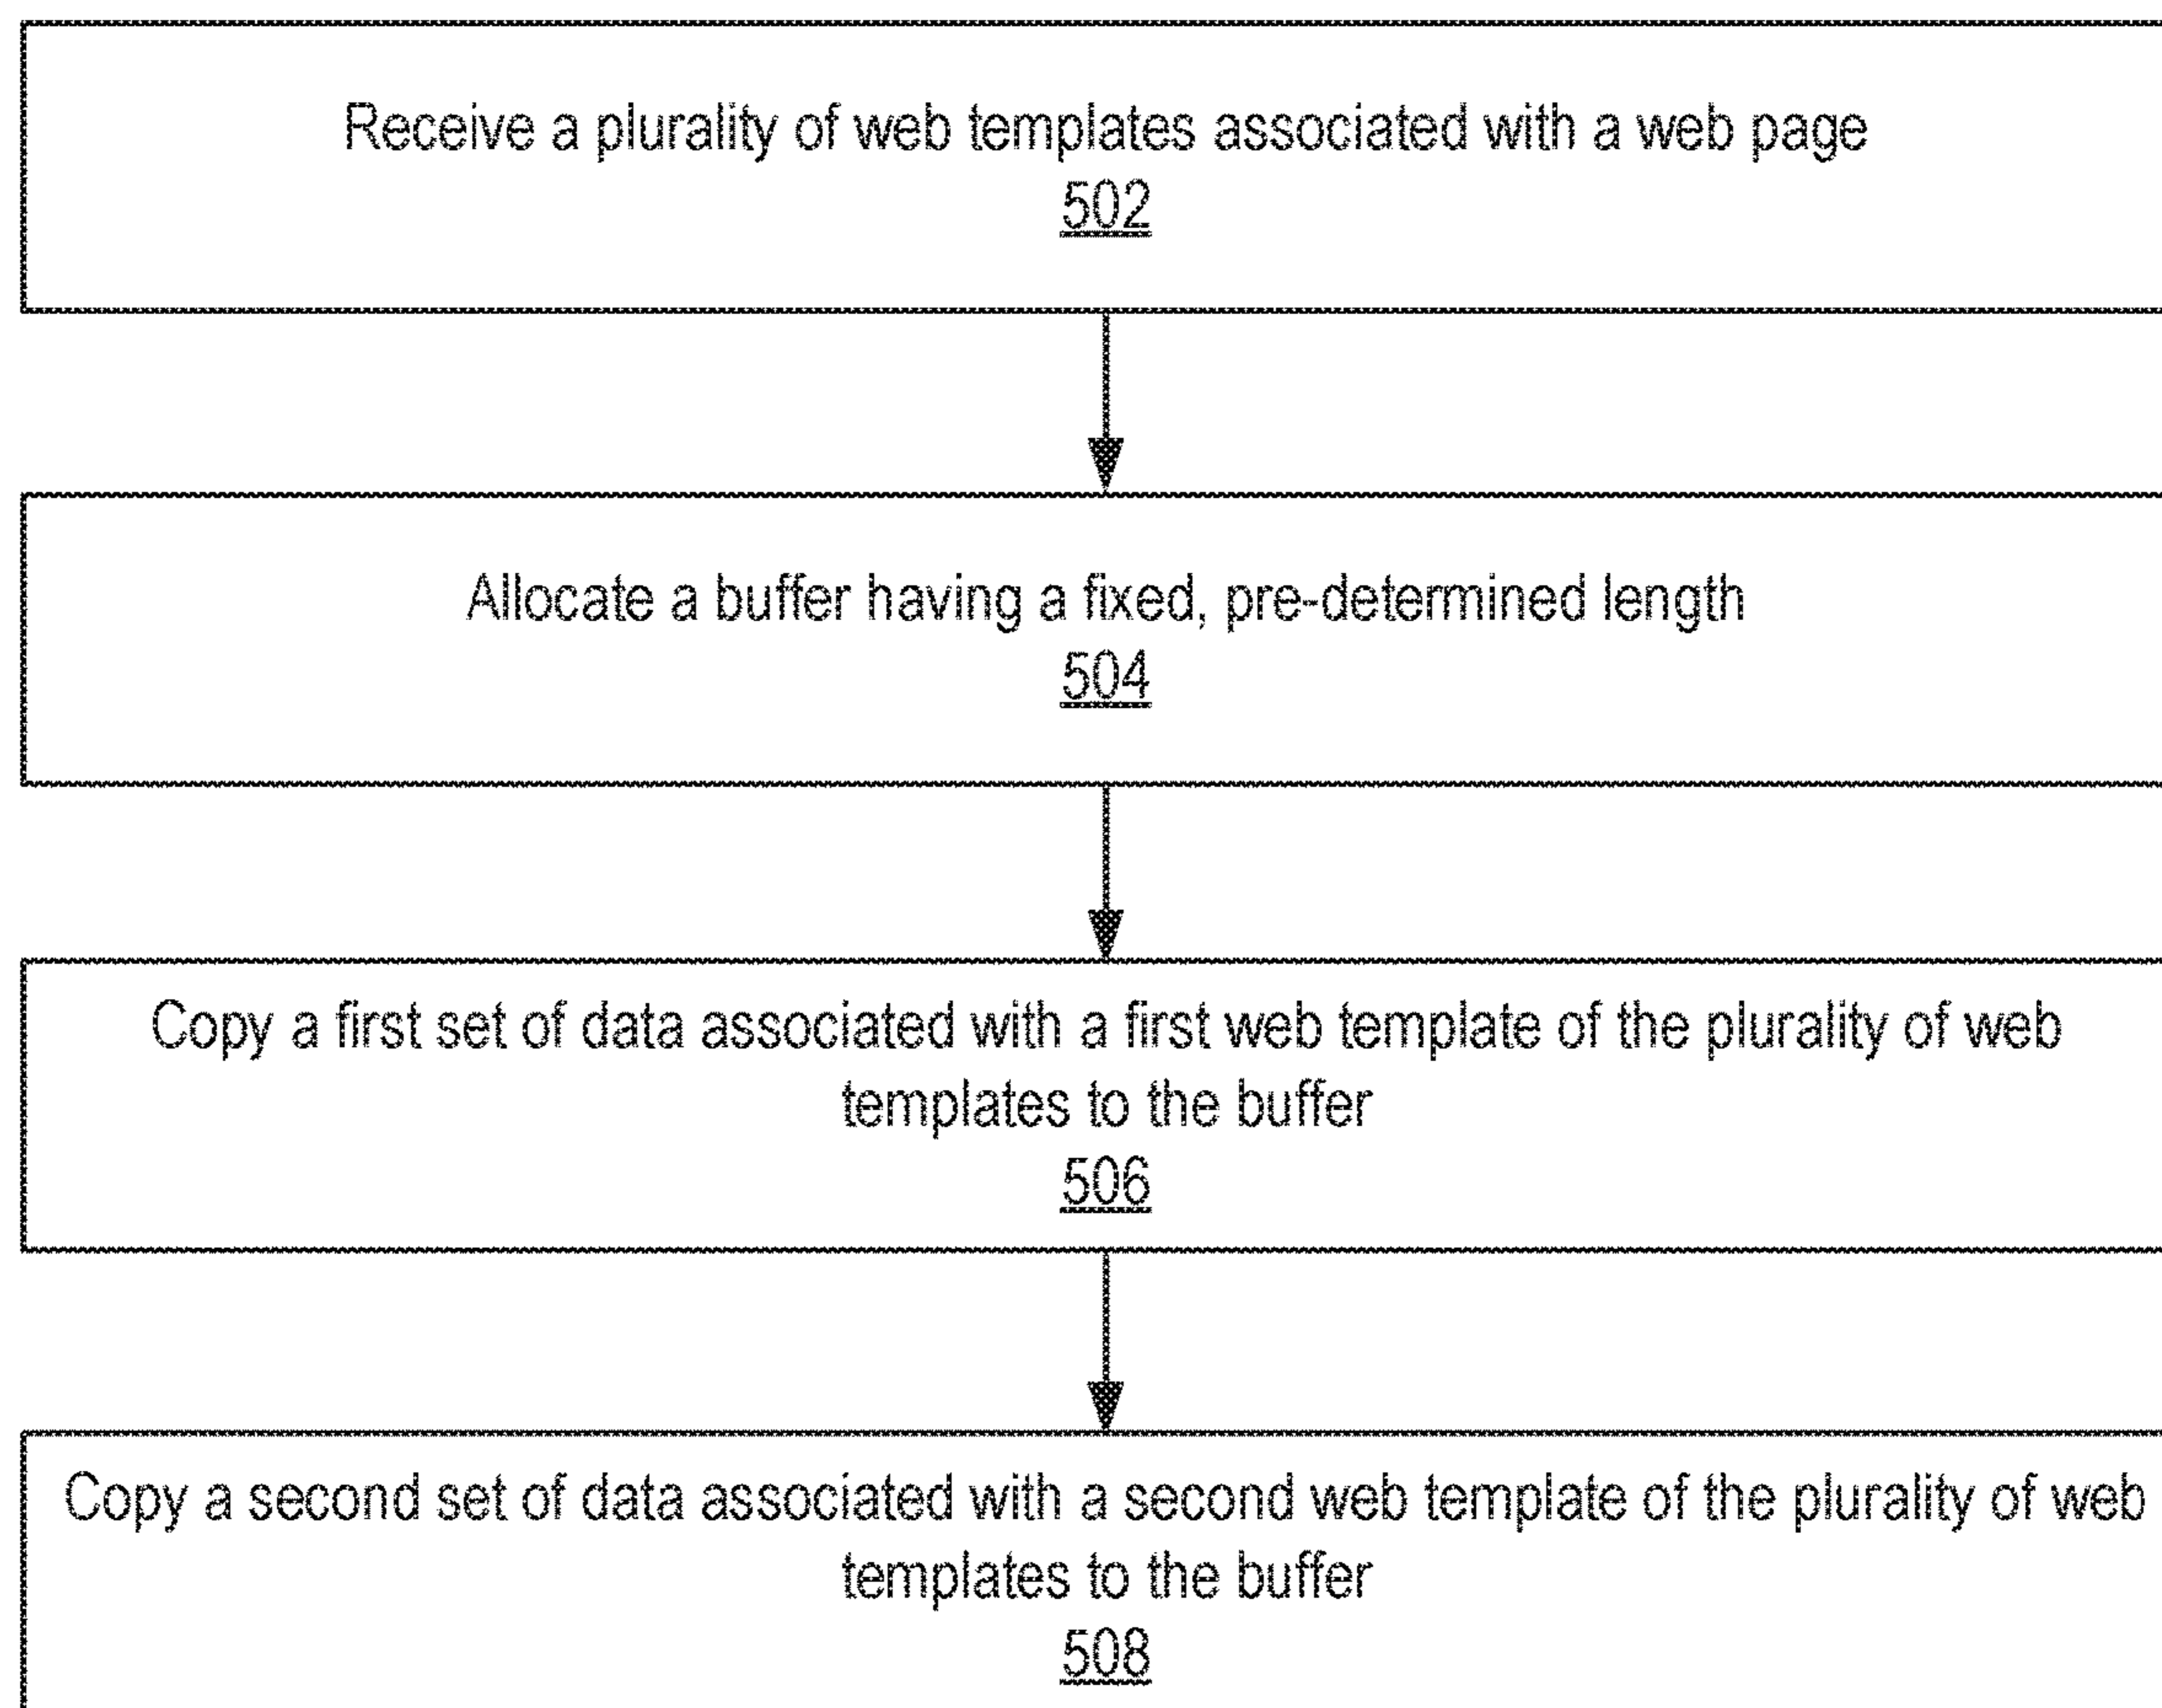 Receive a plurality of web templates associated with a web page
502
Allocate a buffer having a fixed, pre-determined length
504
Copy a first set of data associated with a first web template of the plurality of web
templates to the buffer
506
Copy a second set of data associated with a second web template of the plurality of web
templates to the buffer
508